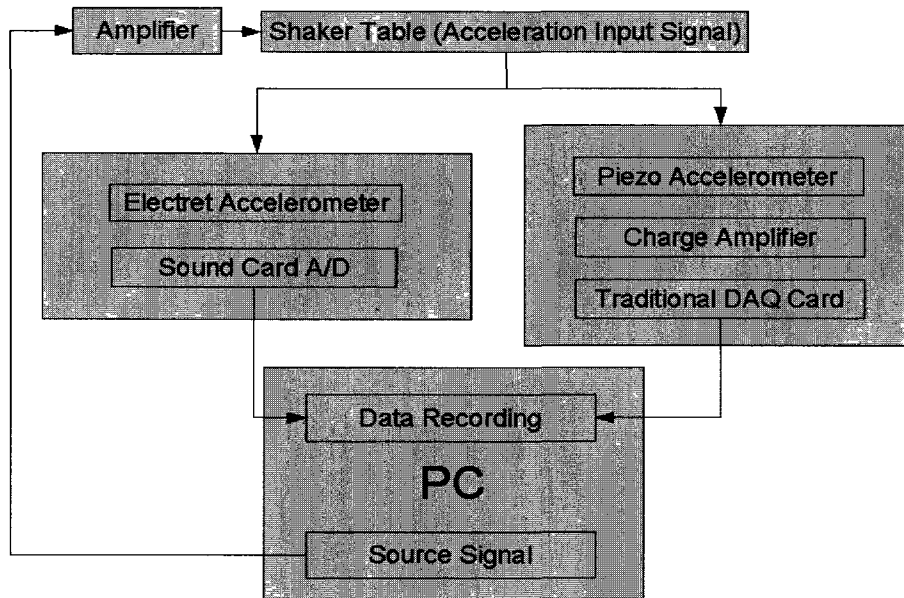 Amplifier
Shaker Table (Acceleration Input Signal)
Electret Accelerometer
Sound Card A/D
Piezo Accelerometer
Charge Amplifier
Traditional DAQ Card
Data Recording
PC
Source Signal